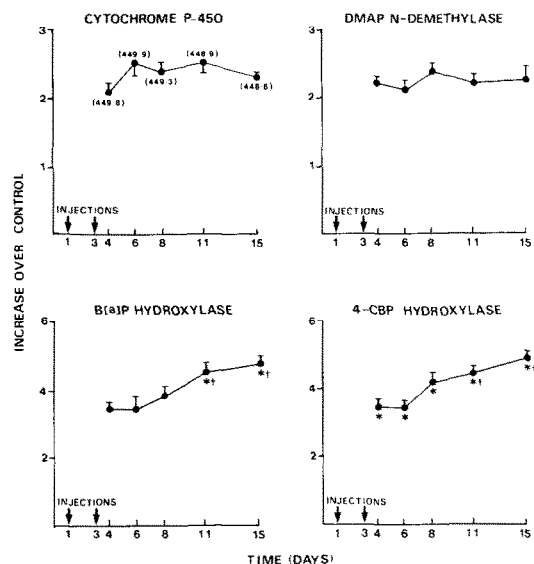 CYTOCHROME P-450
DMAP N-DEMETHYLASE
3
2
1
(449.8)
(449.9)
(449.3)
(448.9)
(448.8)
INJECTIONS
1 3 4 6 8 11 15
3
2
1
INJECTIONS
1 3 4 6 8 11 15
INCREASE OVER CONTROL
B(a)P HYDROXYLASE
4-CBP HYDROXYLASE
6
4
2
*†
*†
INJECTIONS
1 3 4 6 8 11 15
6
4
2
*
*
*
*†
*†
INJECTIONS
1 3 4 6 8 11 15
TIME (DAYS)